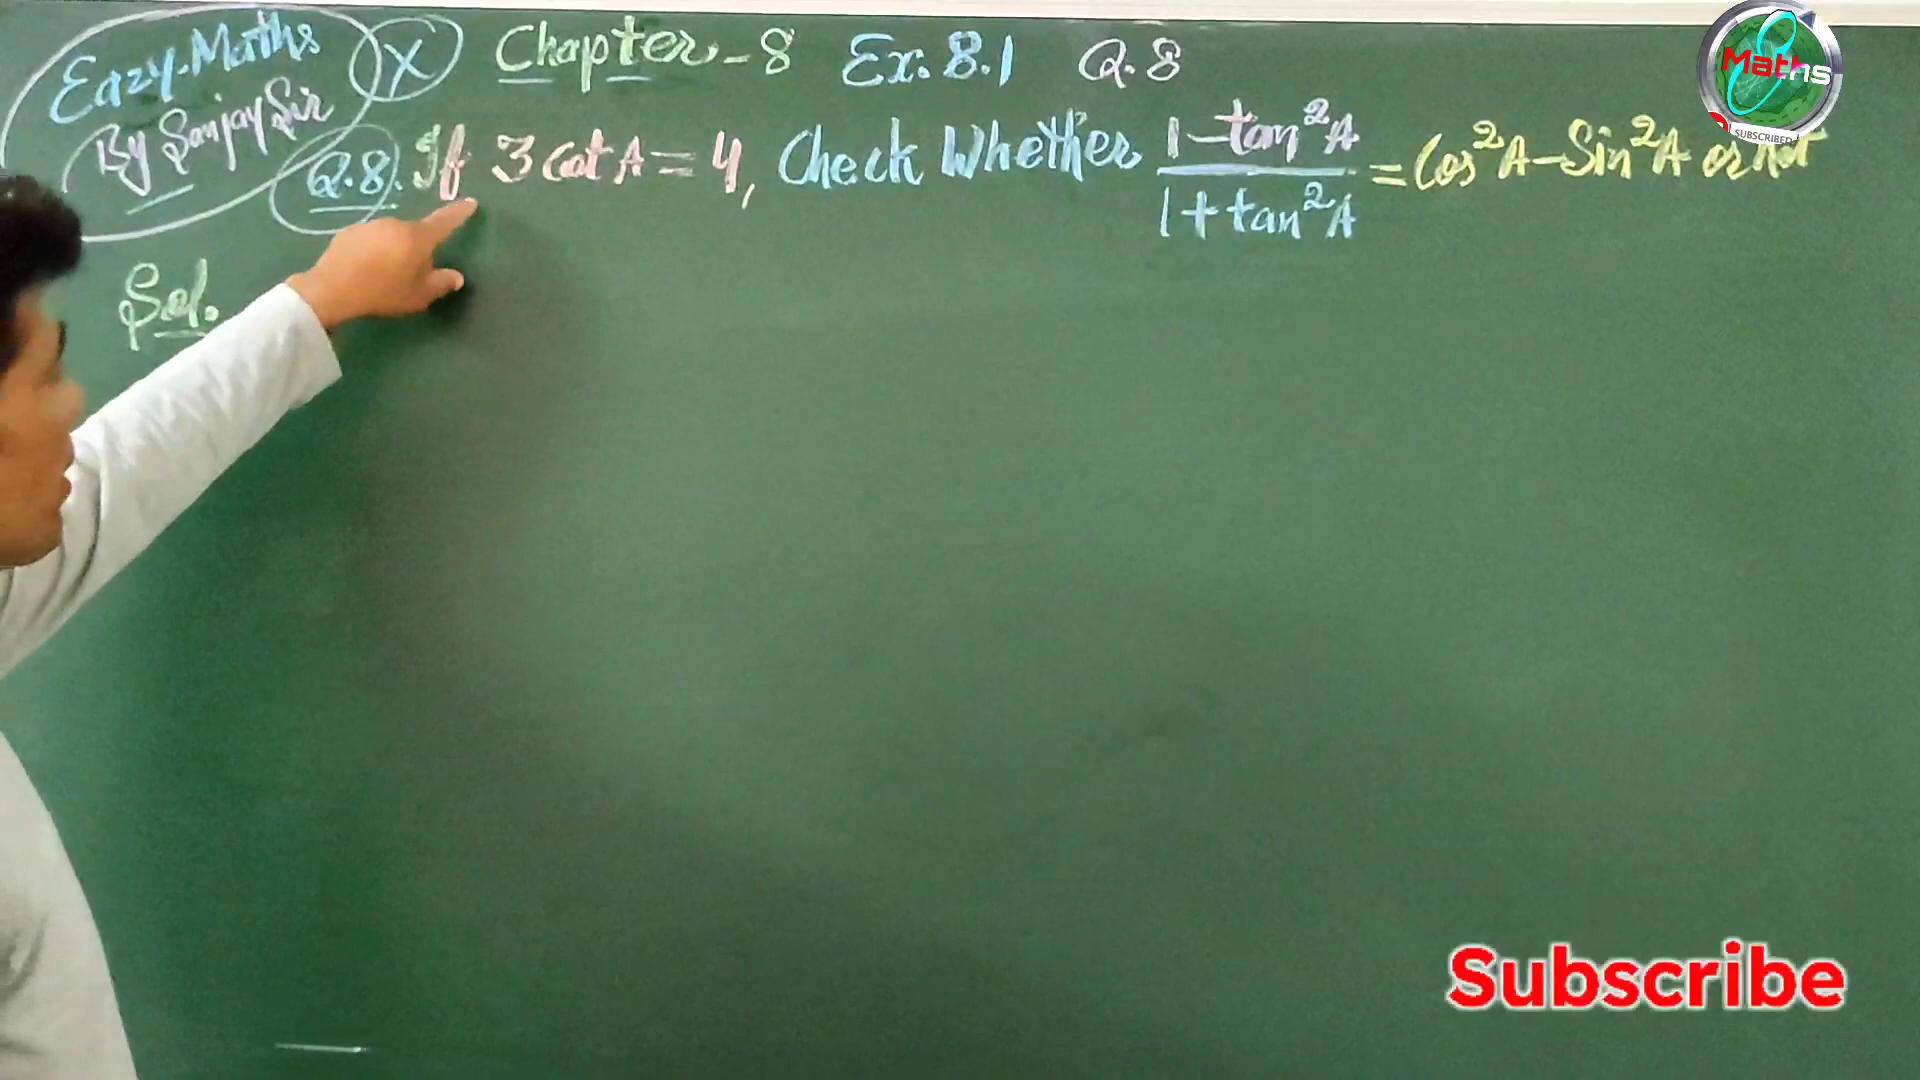 Eazy-Maths
By Sanjay Sir
X Chapter-8 Ex. 8.1 Q.8
Q.8. If 3 cot A = 4, Check Whether (1-tan²A)/(1+tan²A) = Cos²A-Sin²A or Not
Sol.
Maths
SUBSCRIBED
Subscribe